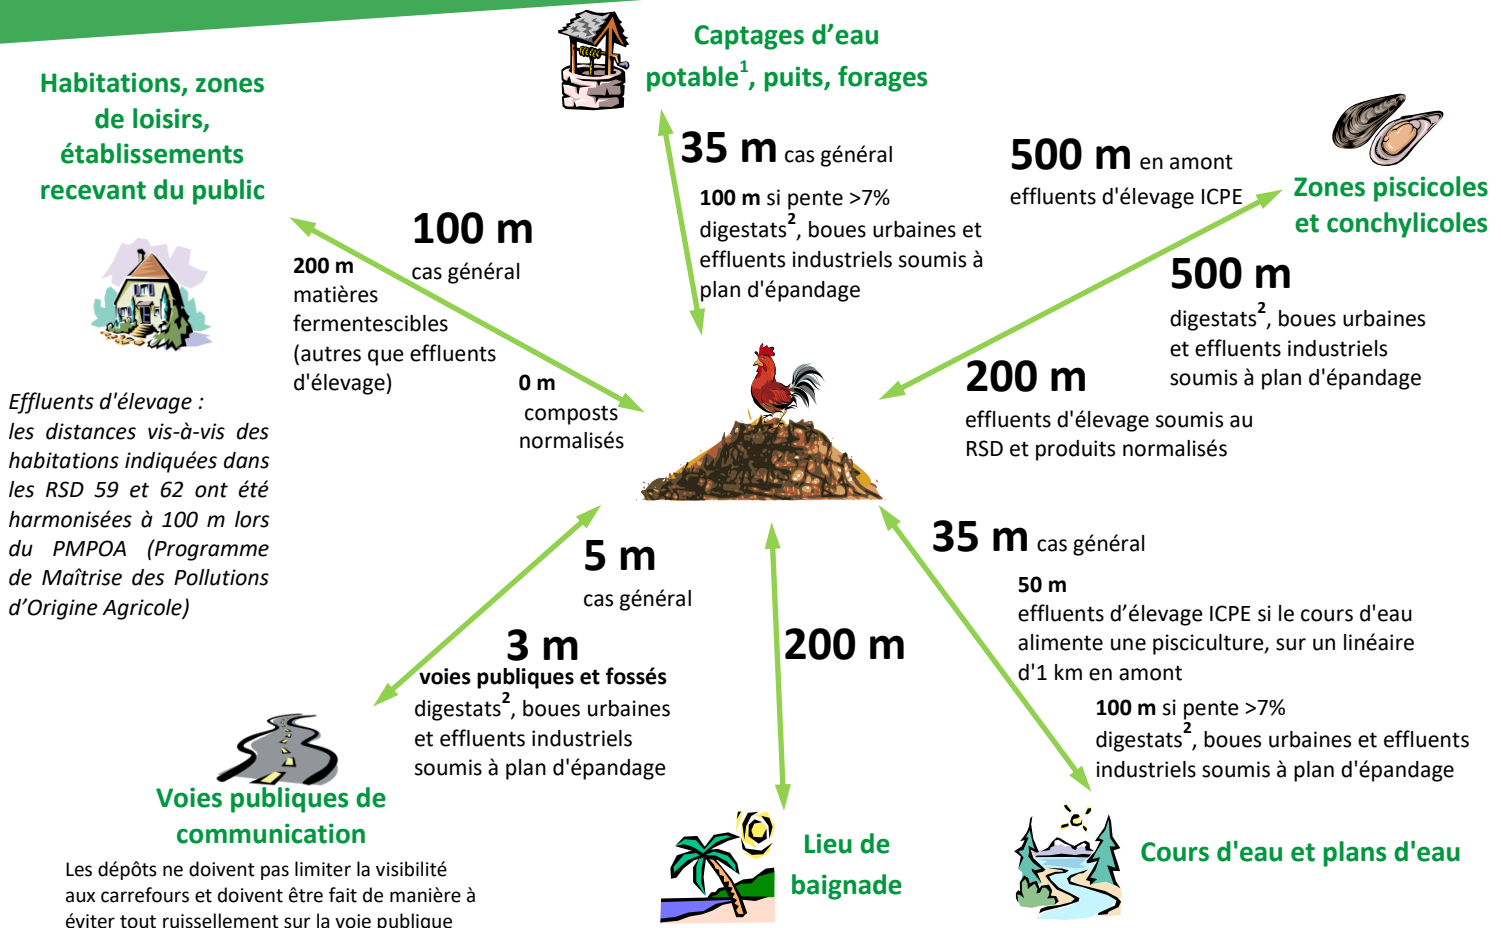 Captages d'eau
potable¹, puits, forages
Habitations, zones
de loisirs,
établissements
recevant du public
35 m cas général
100 m si pente >7%
digestats², boues urbaines et
effluents industriels soumis à
plan d'épandage
500 m en amont
effluents d'élevage ICPE
Zones piscicoles
et conchylicoles
100 m
cas général
200 m
matières
fermentescibles
(autres que effluents
d'élevage)
0 m
composts
normalisés
500 m
digestats², boues urbaines
et effluents industriels
soumis à plan d'épandage
200 m
effluents d'élevage soumis au
RSD et produits normalisés
Effluents d'élevage :
les distances vis-à-vis des
habitations indiquées dans
les RSD 59 et 62 ont été
harmonisées à 100 m lors
du PMPOA (Programme
de Maîtrise des Pollutions
d'Origine Agricole)
5 m
cas général
3 m
voies publiques et fossés
digestats², boues urbaines
et effluents industriels
soumis à plan d'épandage
200 m
35 m cas général
50 m
effluents d'élevage ICPE si le cours d'eau
alimente une pisciculture, sur un linéaire
d'1 km en amont
100 m si pente >7%
digestats², boues urbaines et effluents
industriels soumis à plan d'épandage
Voies publiques de
communication
Les dépôts ne doivent pas limiter la visibilité
aux carrefours et doivent être fait de manière à
éviter tout ruissellement sur la voie publique
Lieu de
baignade
Cours d'eau et plans d'eau